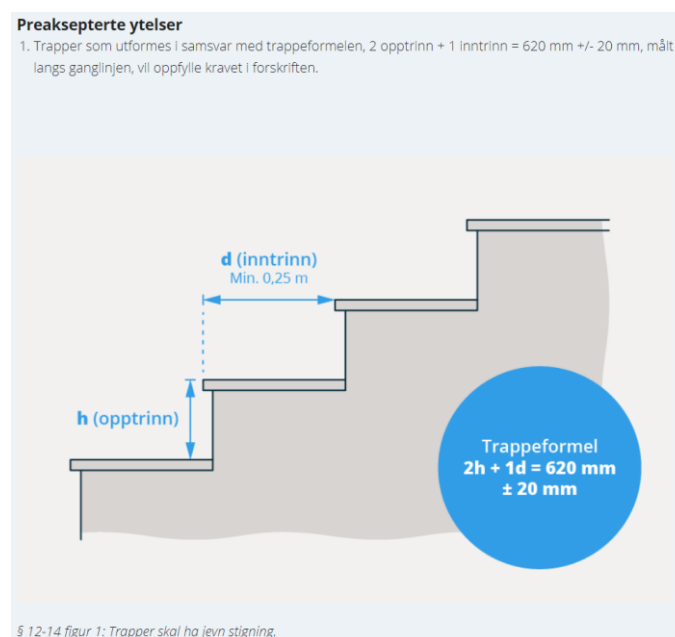 Preaksepterte ytelser
1. Trapper som utformes i samsvar med trappeformelen, 2 opptrinn + 1 inntrinn = 620 mm +/- 20 mm, målt
langs ganglinjen, vil oppfylle kravet i forskriften.
d (inntrinn)
Min. 0,25 m
h (opptrinn)
Trappeformel
2h + 1d = 620 mm
± 20 mm
§ 12-14 figur 1: Trapper skal ha jevn stigning.